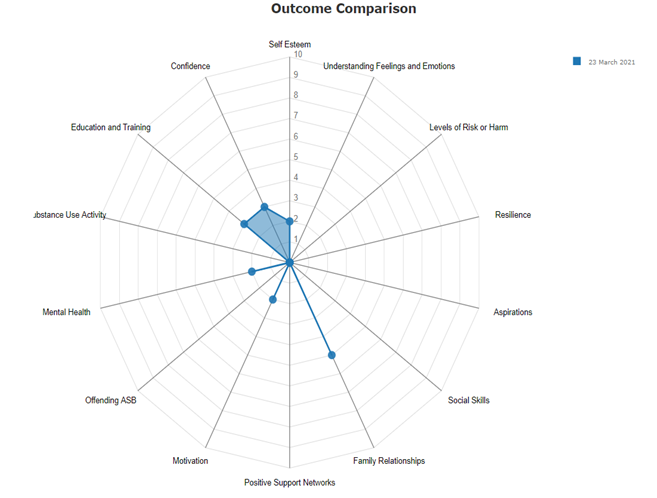 Outcome Comparison
Self Esteem
10
9
8
7
6
5
4
3
2
1
Understanding Feelings and Emotions
Levels of Risk or Harm
Resilience
Aspirations
Social Skills
Family Relationships
Positive Support Networks
Motivation
Offending ASB
Mental Health
ubstance Use Activity
Education and Training
Confidence
23 March 2021